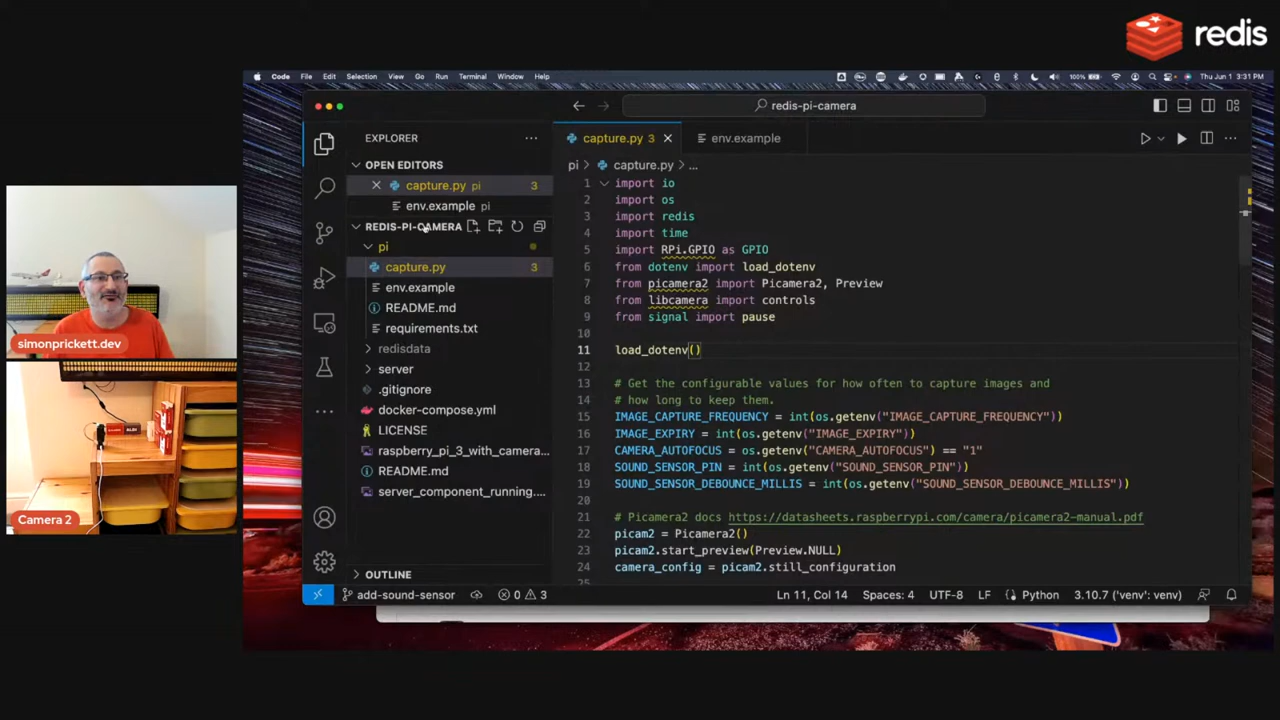 redis
Code File Edit Selection View Go Run Terminal Window Help
100% Thu Jun 1 3:31 PM
redis-pi-camera
EXPLORER
OPEN EDITORS
capture.py pi 3
env.example pi
REDIS-PI-CAMERA
pi
capture.py 3
env.example
README.md
requirements.txt
redisdata
server
.gitignore
docker-compose.yml
LICENSE
raspberry_pi_3_with_camera...
README.md
server_component_running....
OUTLINE
capture.py 3
env.example
pi > capture.py > ...
1 import io
2 import os
3 import redis
4 import time
5 import RPi.GPIO as GPIO
6 from dotenv import load_dotenv
7 from picamera2 import Picamera2, Preview
8 from libcamera import controls
9 from signal import pause
10
11 load_dotenv()
12
13 # Get the configurable values for how often to capture images and
14 # how long to keep them.
15 IMAGE_CAPTURE_FREQUENCY = int(os.getenv("IMAGE_CAPTURE_FREQUENCY"))
16 IMAGE_EXPIRY = int(os.getenv("IMAGE_EXPIRY"))
17 CAMERA_AUTOFOCUS = os.getenv("CAMERA_AUTOFOCUS") == "1"
18 SOUND_SENSOR_PIN = int(os.getenv("SOUND_SENSOR_PIN"))
19 SOUND_SENSOR_DEBOUNCE_MILLIS = int(os.getenv("SOUND_SENSOR_DEBOUNCE_MILLIS"))
20
21 # Picamera2 docs https://datasheets.raspberrypi.com/camera/picamera2-manual.pdf
22 picam2 = Picamera2()
23 picam2.start_preview(Preview.NULL)
24 camera_config = picam2.still_configuration
25
add-sound-sensor 0 3
Ln 11, Col 14 Spaces: 4 UTF-8 LF Python 3.10.7 ('venv': venv)
simonprickett.dev
Camera 2